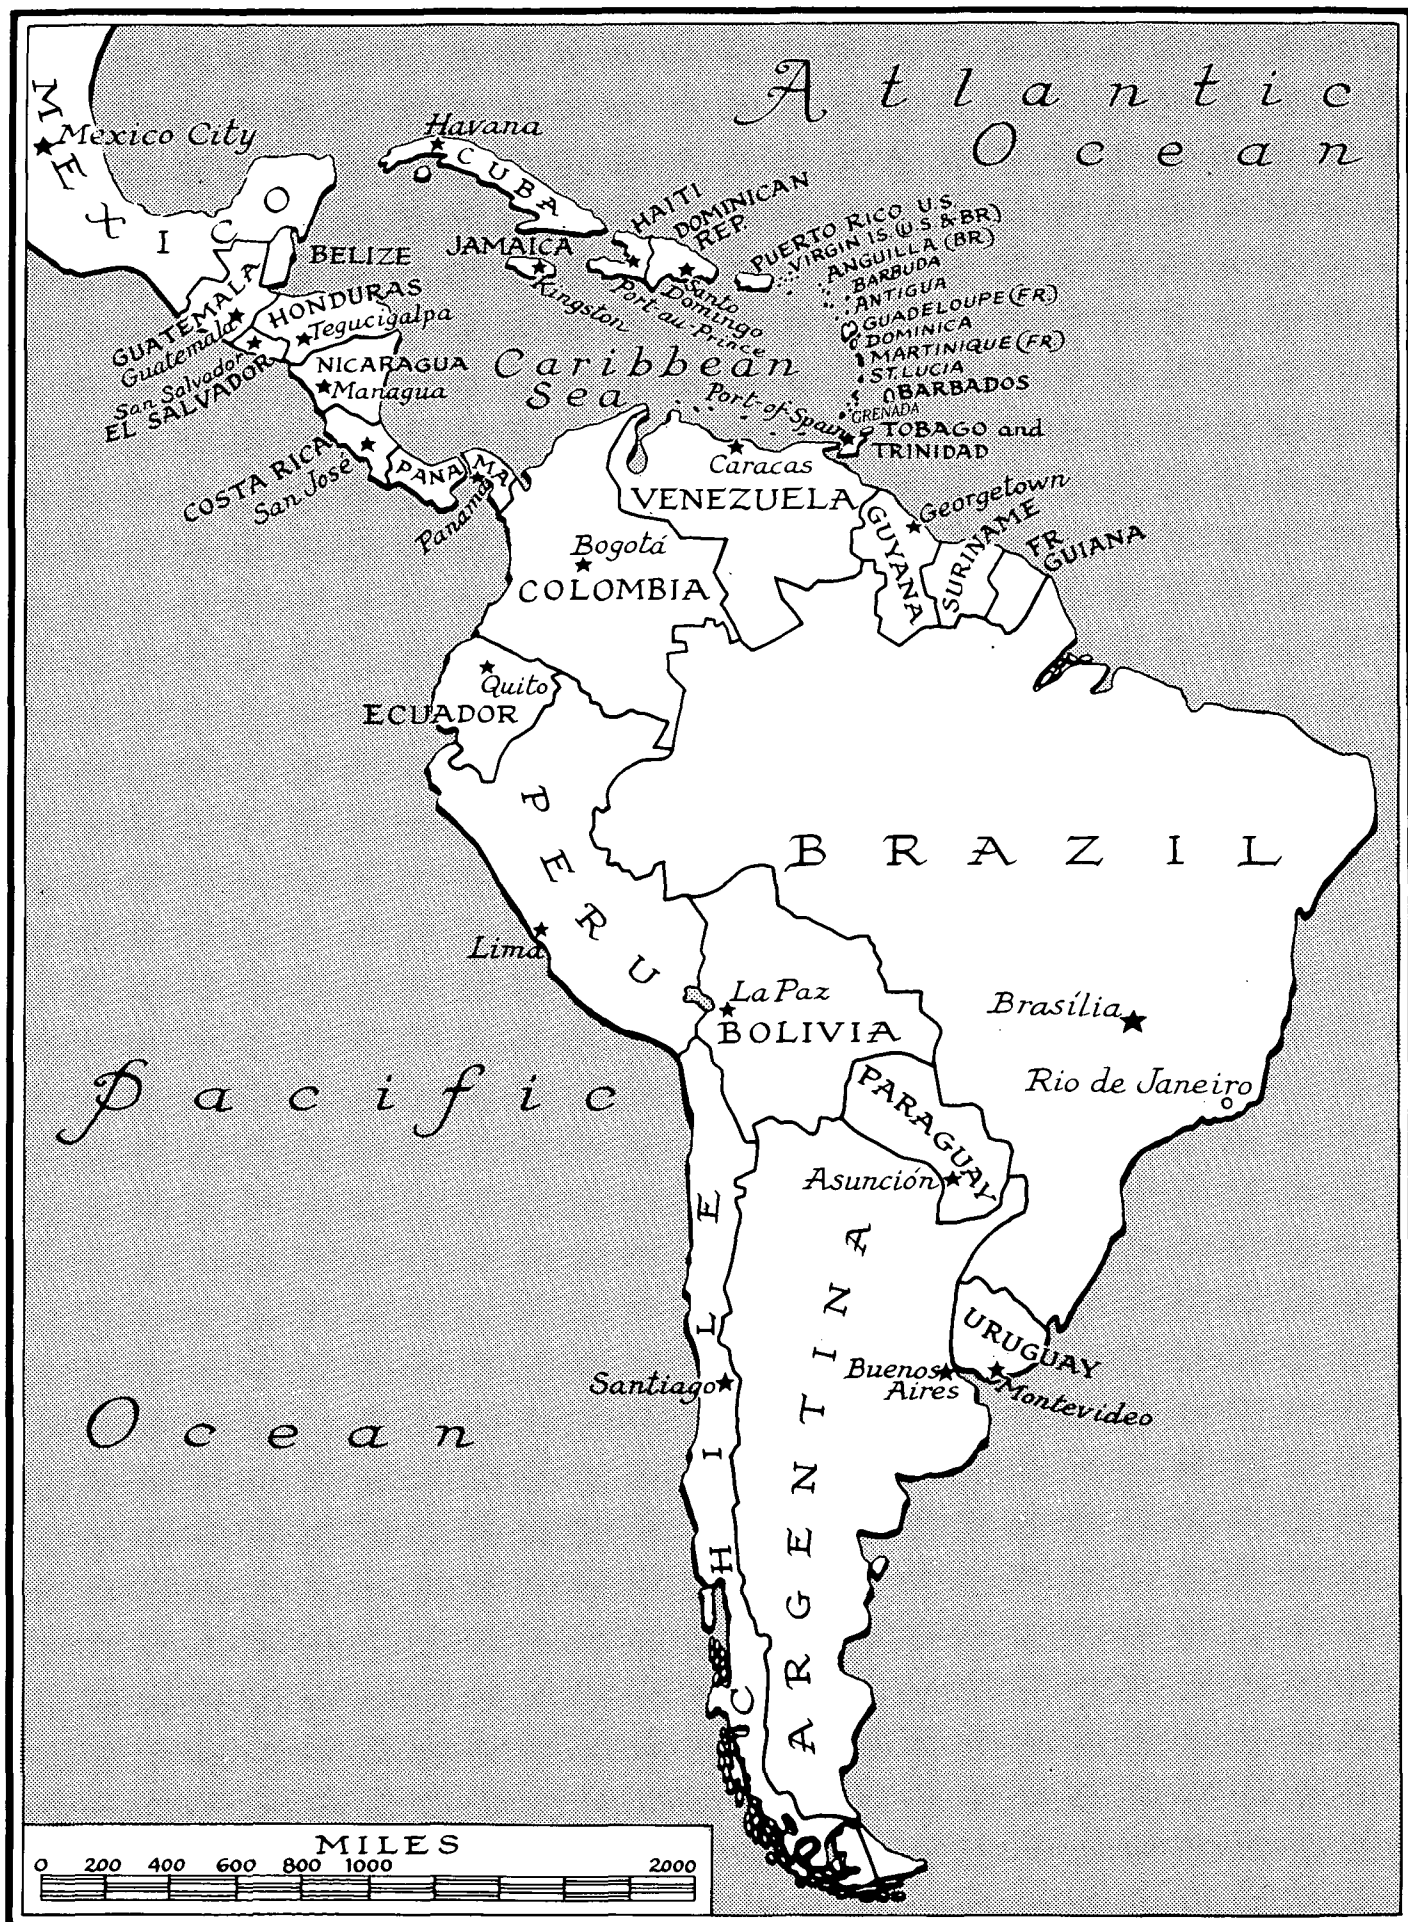 Atlantic
Ocean
MEXICO
Mexico City
Havana
CUBA
HAITI
DOMINICAN
REP.
PUERTO RICO U.S.
VIRGIN IS (U.S & BR.)
ANGUILLA (BR)
BARBUDA
ANTIGUA
GUADELOUPE (FR.)
DOMINICA
MARTINIQUE (FR.)
ST. LUCIA
BARBADOS
GRENADA
TOBAGO and
TRINIDAD
Port-of-Spain
BELIZE
JAMAICA
Kingston
Port-au-Prince
Santo
Domingo
GUATEMALA
Guatemala
HONDURAS
Tegucigalpa
San Salvador
EL SALVADOR
NICARAGUA
Managua
Caribbean
Sea
COSTA RICA
San José
PANAMA
Panama
Caracas
VENEZUELA
Georgetown
GUYANA
SURINAME
FR
GUIANA
Bogotá
COLOMBIA
Quito
ECUADOR
PERU
Lima
BRAZIL
Brasília
Rio de Janeiro
La Paz
BOLIVIA
PARAGUAY
Asunción
Pacific
Ocean
CHILE
Santiago
ARGENTINA
Buenos
Aires
URUGUAY
Montevideo
MILES
0 200 400 600 800 1000 2000